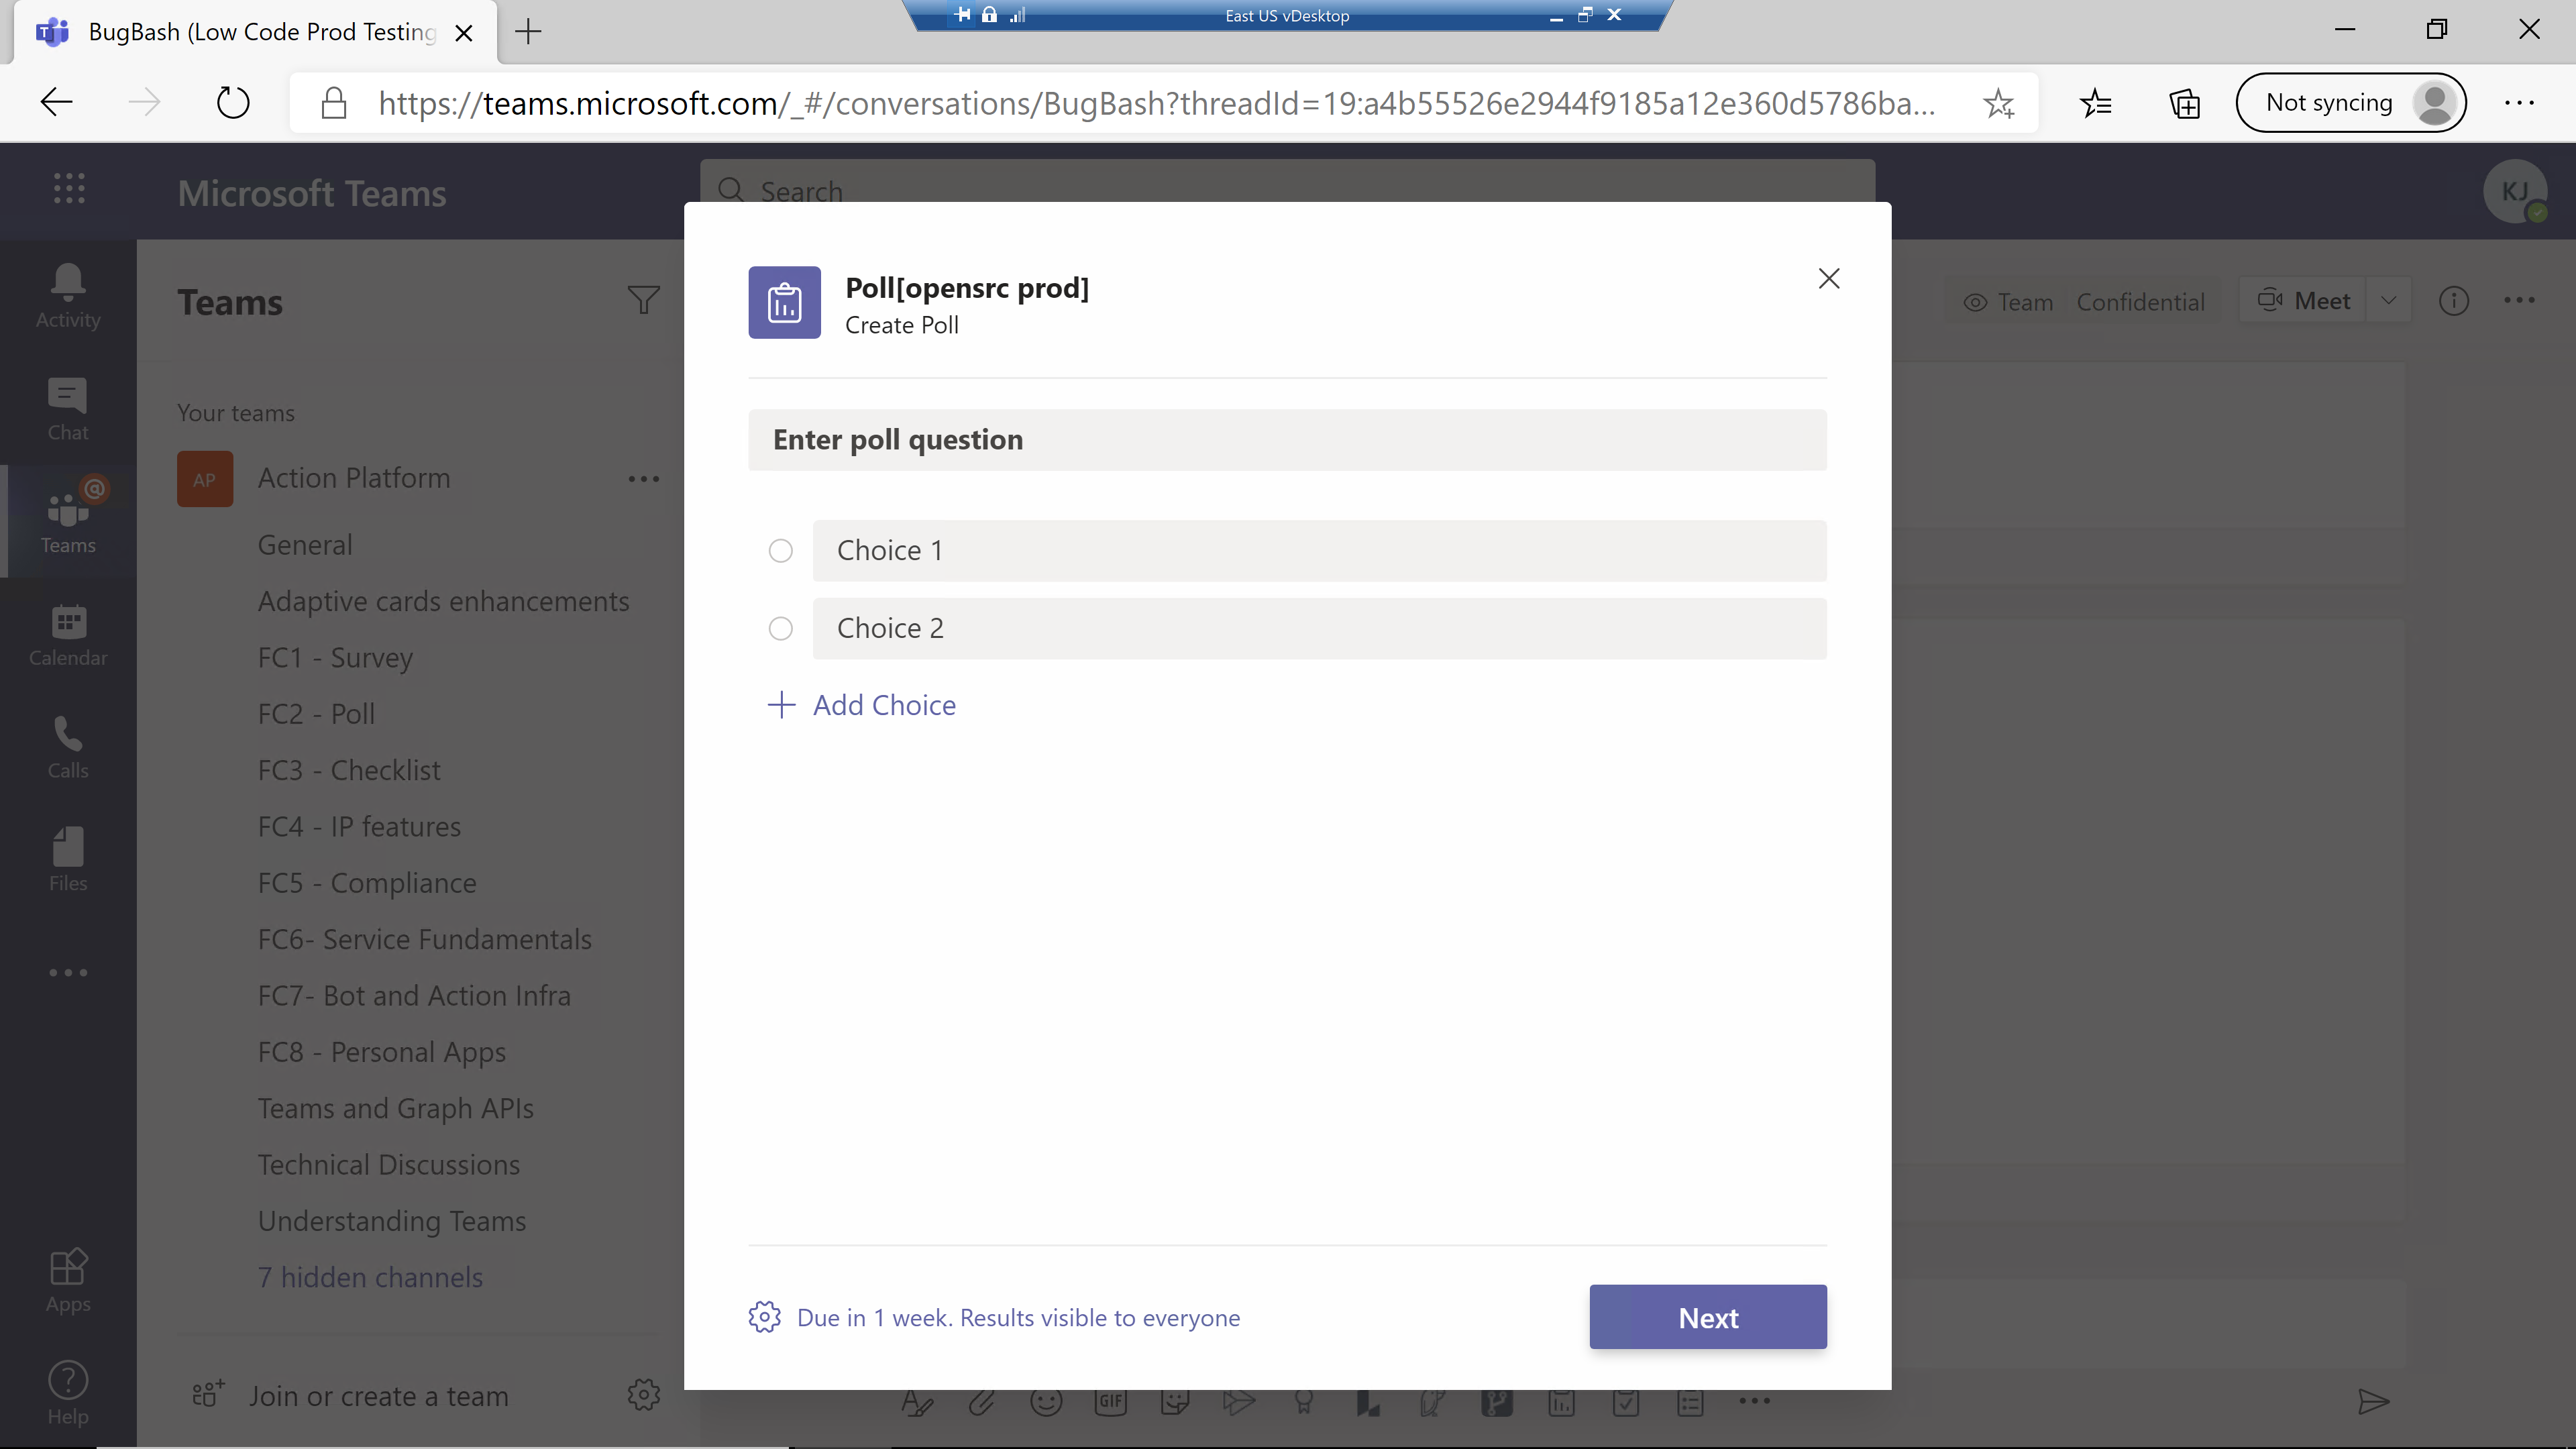 East US vDesktop
BugBash (Low Code Prod Testing
https://teams.microsoft.com/_#/conversations/BugBash?threadId=19:a4b55526e2944f9185a12e360d5786ba...
Not syncing
Microsoft Teams
Search
KJ
Activity
Chat
@
Teams
Calendar
Calls
Files
Apps
Help
Teams
Your teams
AP
Action Platform
General
Adaptive cards enhancements
FC1 - Survey
FC2 - Poll
FC3 - Checklist
FC4 - IP features
FC5 - Compliance
FC6- Service Fundamentals
FC7- Bot and Action Infra
FC8 - Personal Apps
Teams and Graph APIs
Technical Discussions
Understanding Teams
7 hidden channels
Join or create a team
Poll[opensrc prod]
Create Poll
Enter poll question
Choice 1
Choice 2
Add Choice
Due in 1 week. Results visible to everyone
Next
Team
Confidential
Meet
GIF